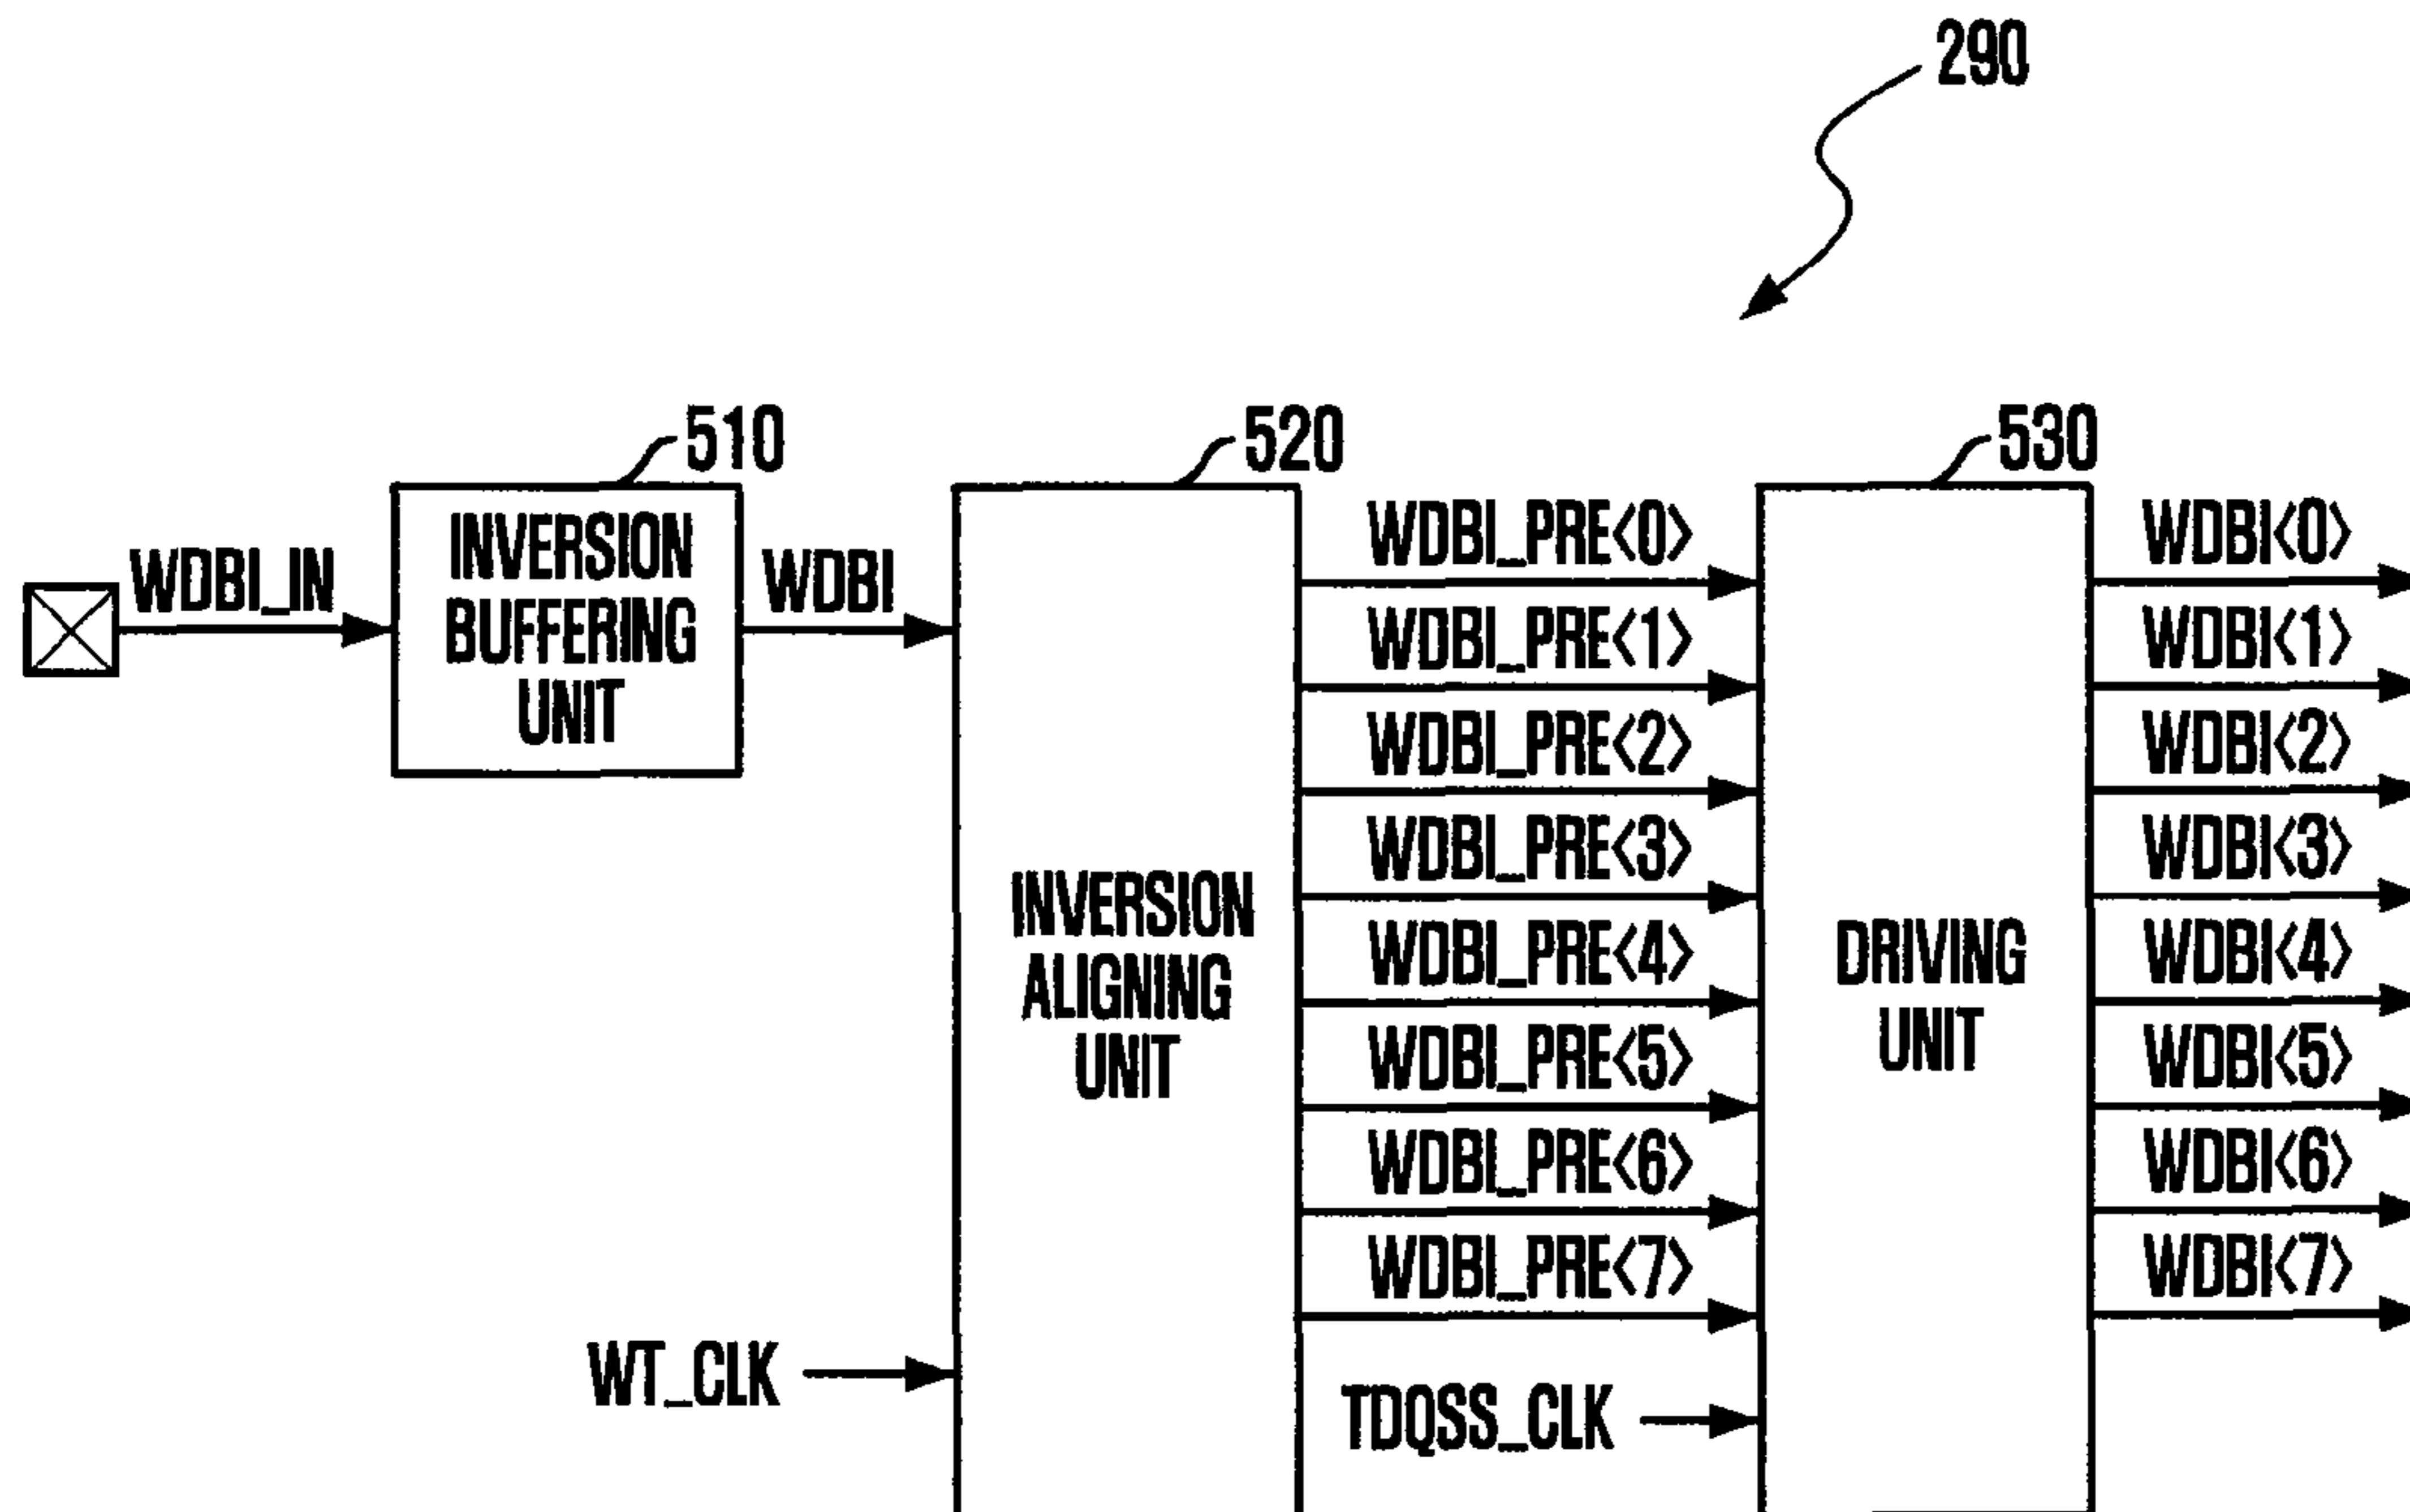 290
510
520
530
WDBI_IN
INVERSION
BUFFERING
UNIT
WDBI
INVERSION
ALIGNING
UNIT
WT_CLK
WDBI_PRE<0>
WDBI_PRE<1>
WDBI_PRE<2>
WDBI_PRE<3>
WDBI_PRE<4>
WDBI_PRE<5>
WDBI_PRE<6>
WDBI_PRE<7>
TDQSS_CLK
DRIVING
UNIT
WDBI<0>
WDBI<1>
WDBI<2>
WDBI<3>
WDBI<4>
WDBI<5>
WDBI<6>
WDBI<7>